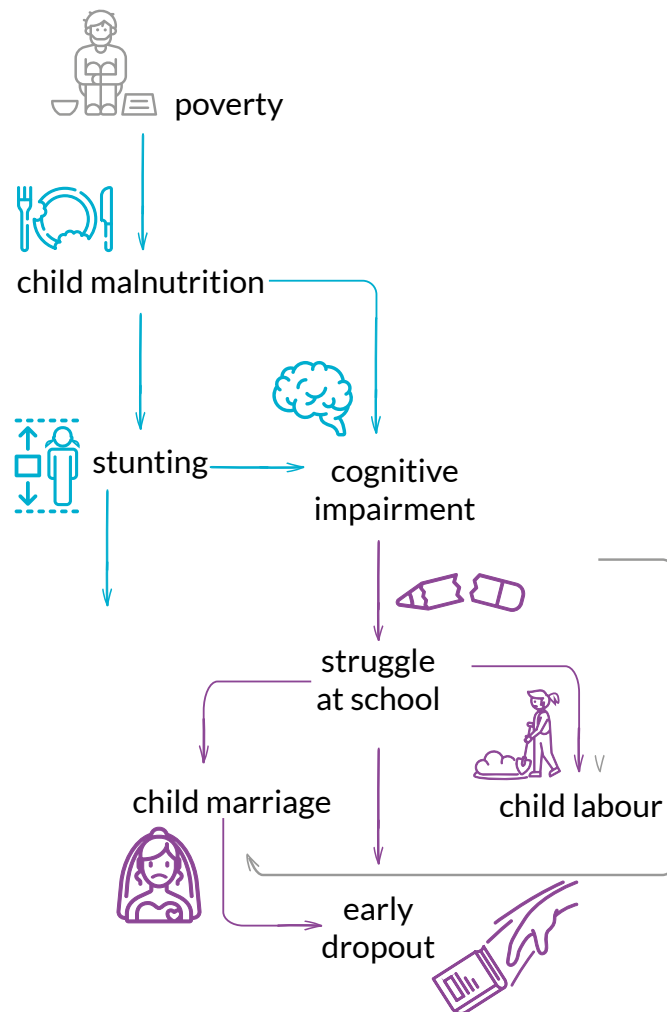 poverty
child malnutrition
stunting
cognitive
impairment
struggle
at school
child marriage
child labour
early
dropout